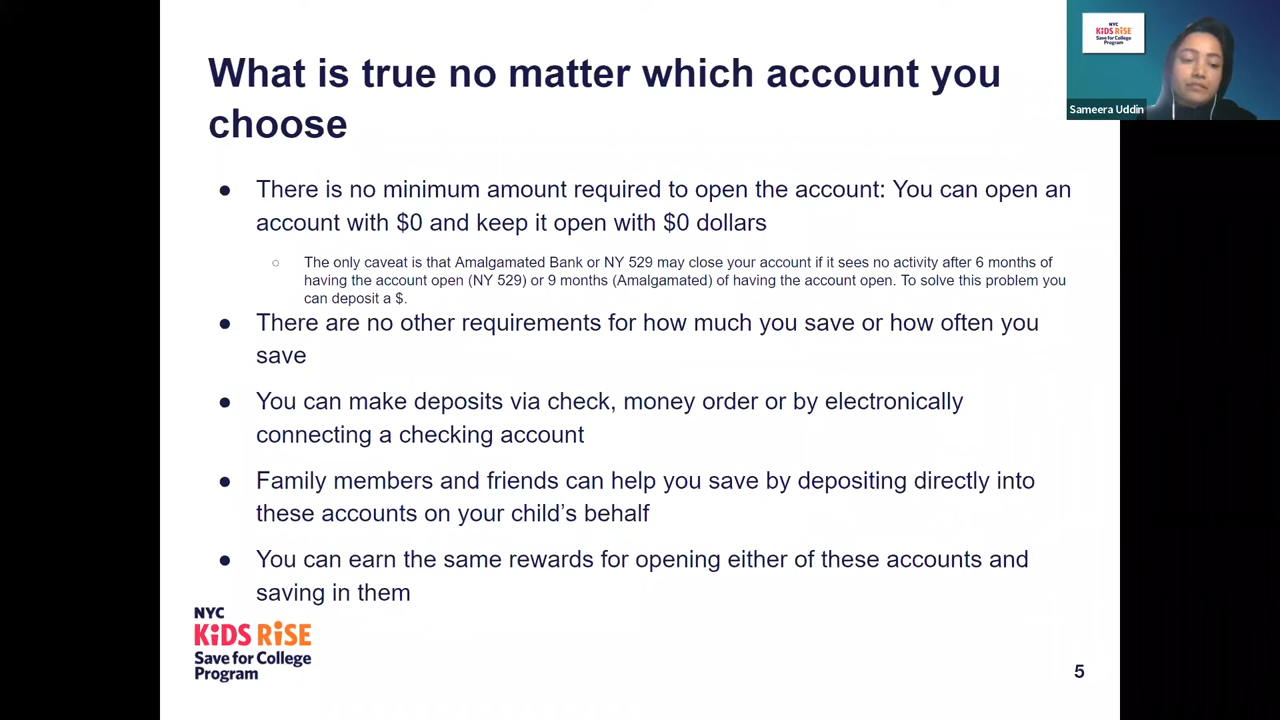 What is true no matter which account you
choose
● There is no minimum amount required to open the account: You can open an
account with $0 and keep it open with $0 dollars
○ The only caveat is that Amalgamated Bank or NY 529 may close your account if it sees no activity after 6 months of
having the account open (NY 529) or 9 months (Amalgamated) of having the account open. To solve this problem you
can deposit a $.
● There are no other requirements for how much you save or how often you
save
● You can make deposits via check, money order or by electronically
connecting a checking account
● Family members and friends can help you save by depositing directly into
these accounts on your child's behalf
● You can earn the same rewards for opening either of these accounts and
saving in them
NYC
KiDS RiSE
Save for College
Program
5
NYC
KiDS RiSE
Save for College
Program
Sameera Uddin